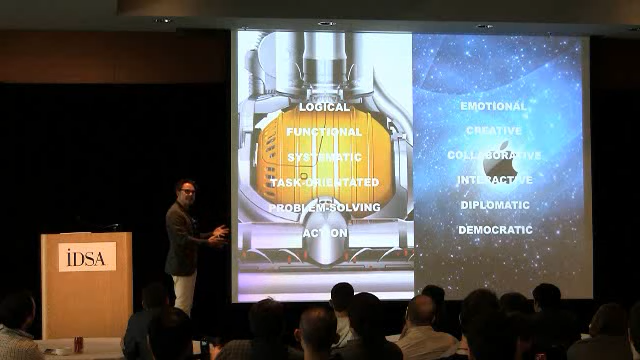 LOGICAL
FUNCTIONAL
SYSTEMATIC
TASK-ORIENTATED
PROBLEM-SOLVING
ACTION
EMOTIONAL
CREATIVE
COLLABORATIVE
INTERACTIVE
DIPLOMATIC
DEMOCRATIC
iDSA